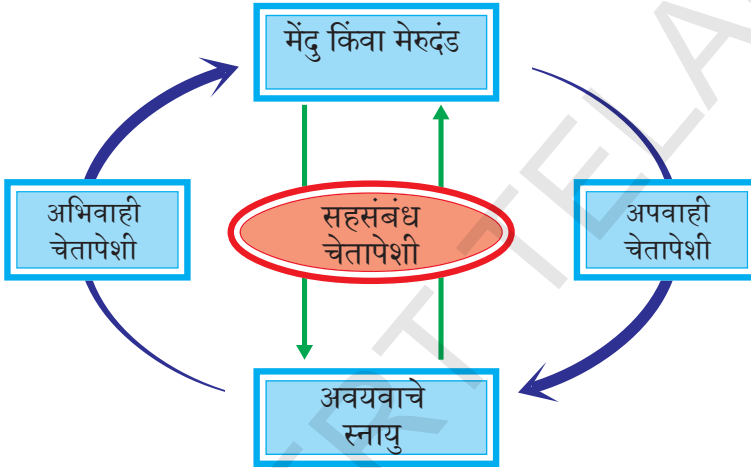 मेंदु किंवा मेरुदंड
अभिवाही
चेतापेशी
सहसंबंध
चेतापेशी
अपवाही
चेतापेशी
अवयवाचे
स्नायु